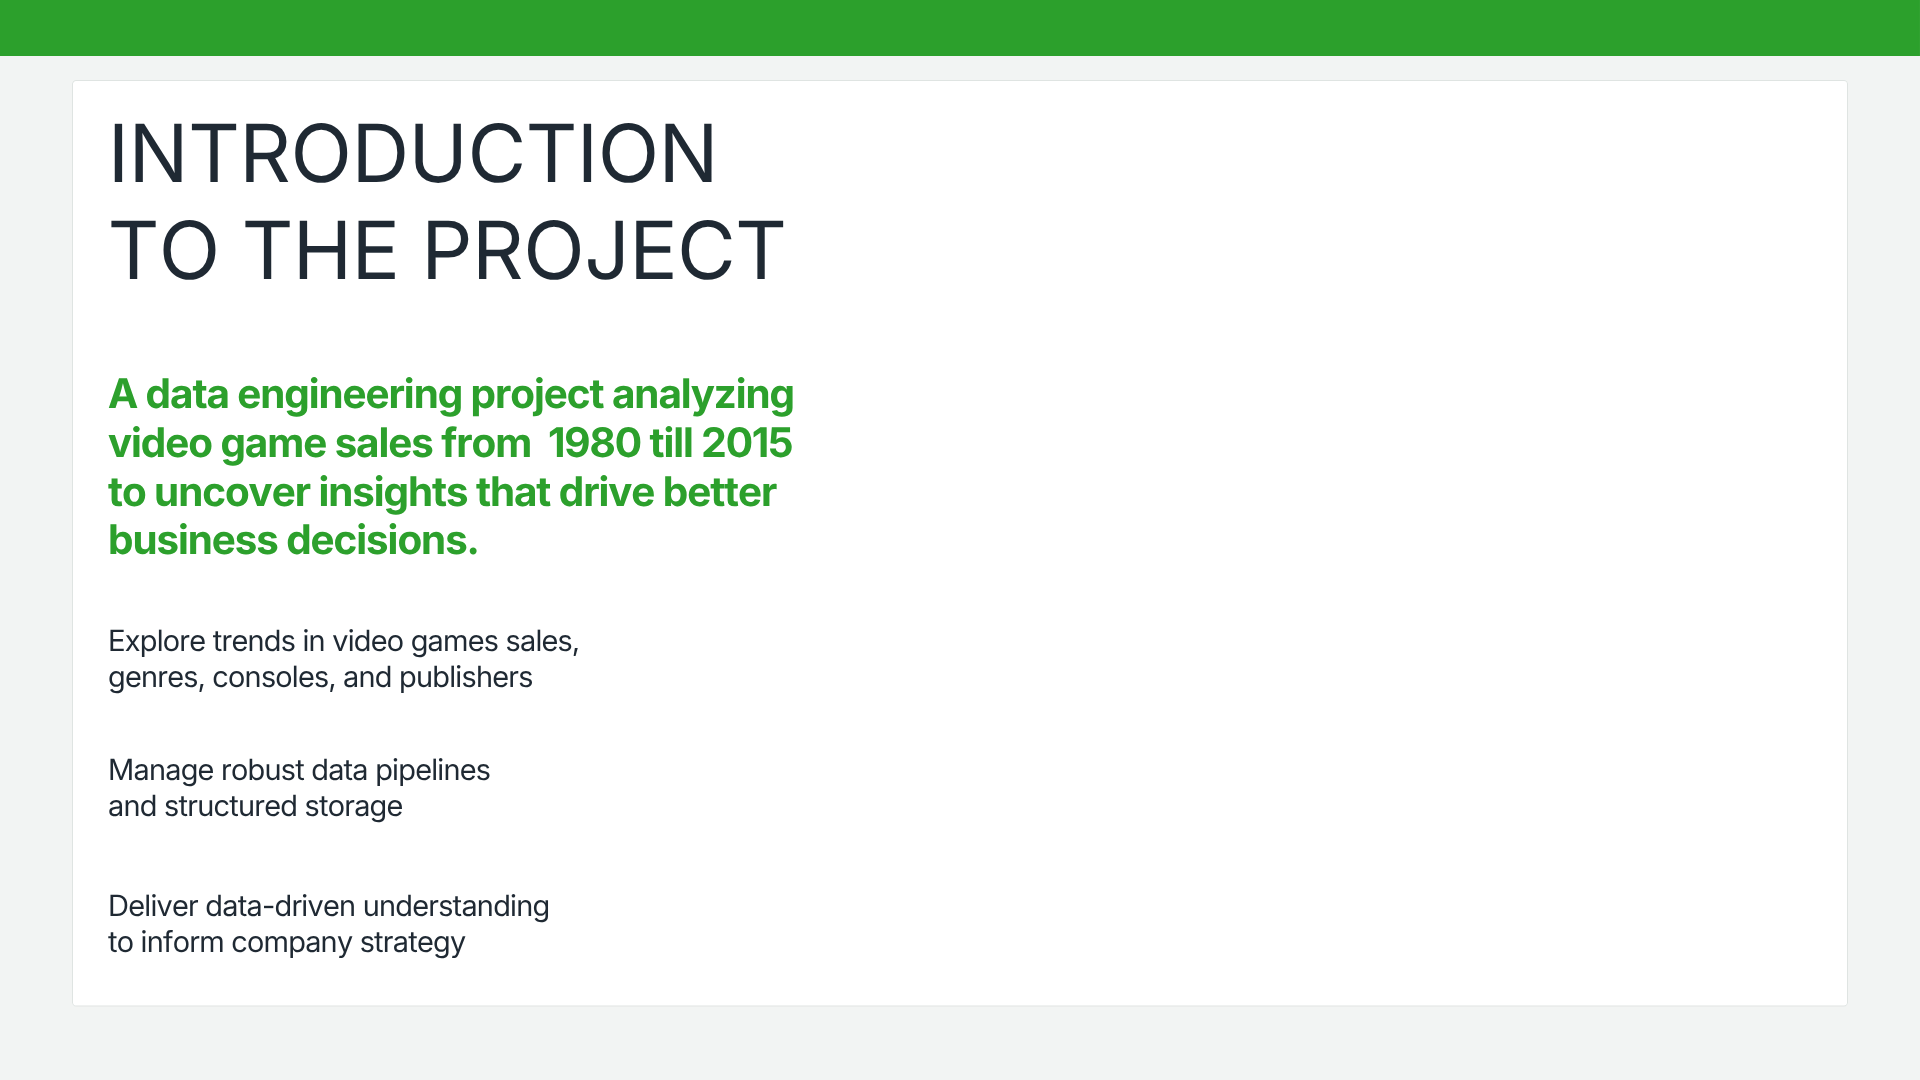 INTRODUCTION
TO THE PROJECT
A data engineering project analyzing
video game sales from  1980 till 2015
to uncover insights that drive better
business decisions.
Explore trends in video games sales,
genres, consoles, and publishers
Manage robust data pipelines
and structured storage
Deliver data-driven understanding
to inform company strategy